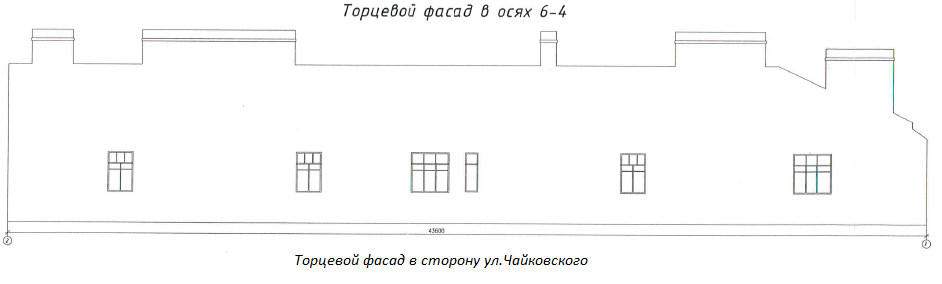 Торцевой фасад в осях 6-4
43600
Торцевой фасад в сторону ул.Чайковского